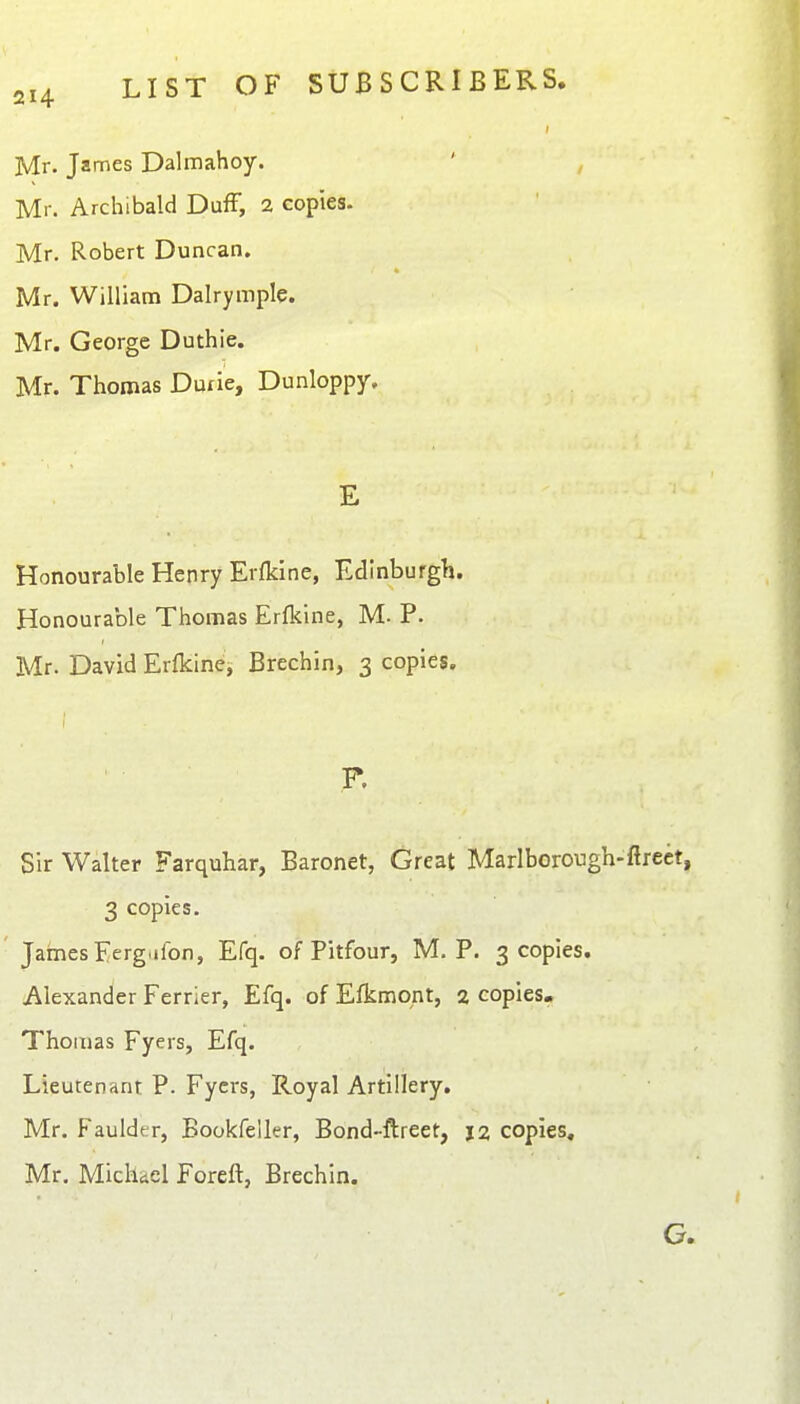 214 LIST OF SUBSCRIBERS.
Mr. James Dalmahoy.
Mr. Archibald Duff, 2 copies.
Mr. Robert Duncan.
Mr. William Dalrymple.
Mr. George Duthie.
Mr. Thomas Durie, Dunloppy.
E
Honourable Henry Erſkine, Edinburgh.
Honourable Thomas Erſkine, M. P.
Mr. David Erſkine, Brechin, 3 copies.
F.
Sir Walter Farquhar, Baronet, Great Marlborough-ſtreet,
3 copies.
James Ferguſon, Eſq. of Pitfour, M. P. 3 copies.
Alexander Ferrier, Eſq. of Eſkmont, 2 copies.
Thomas Fyers, Eſq.
Lieutenant P. Fyers, Royal Artillery.
Mr. Faulder, Bookſeller, Bond-ſtreet, 12 copies.
Mr. Michael Foreſt, Brechin.
G.